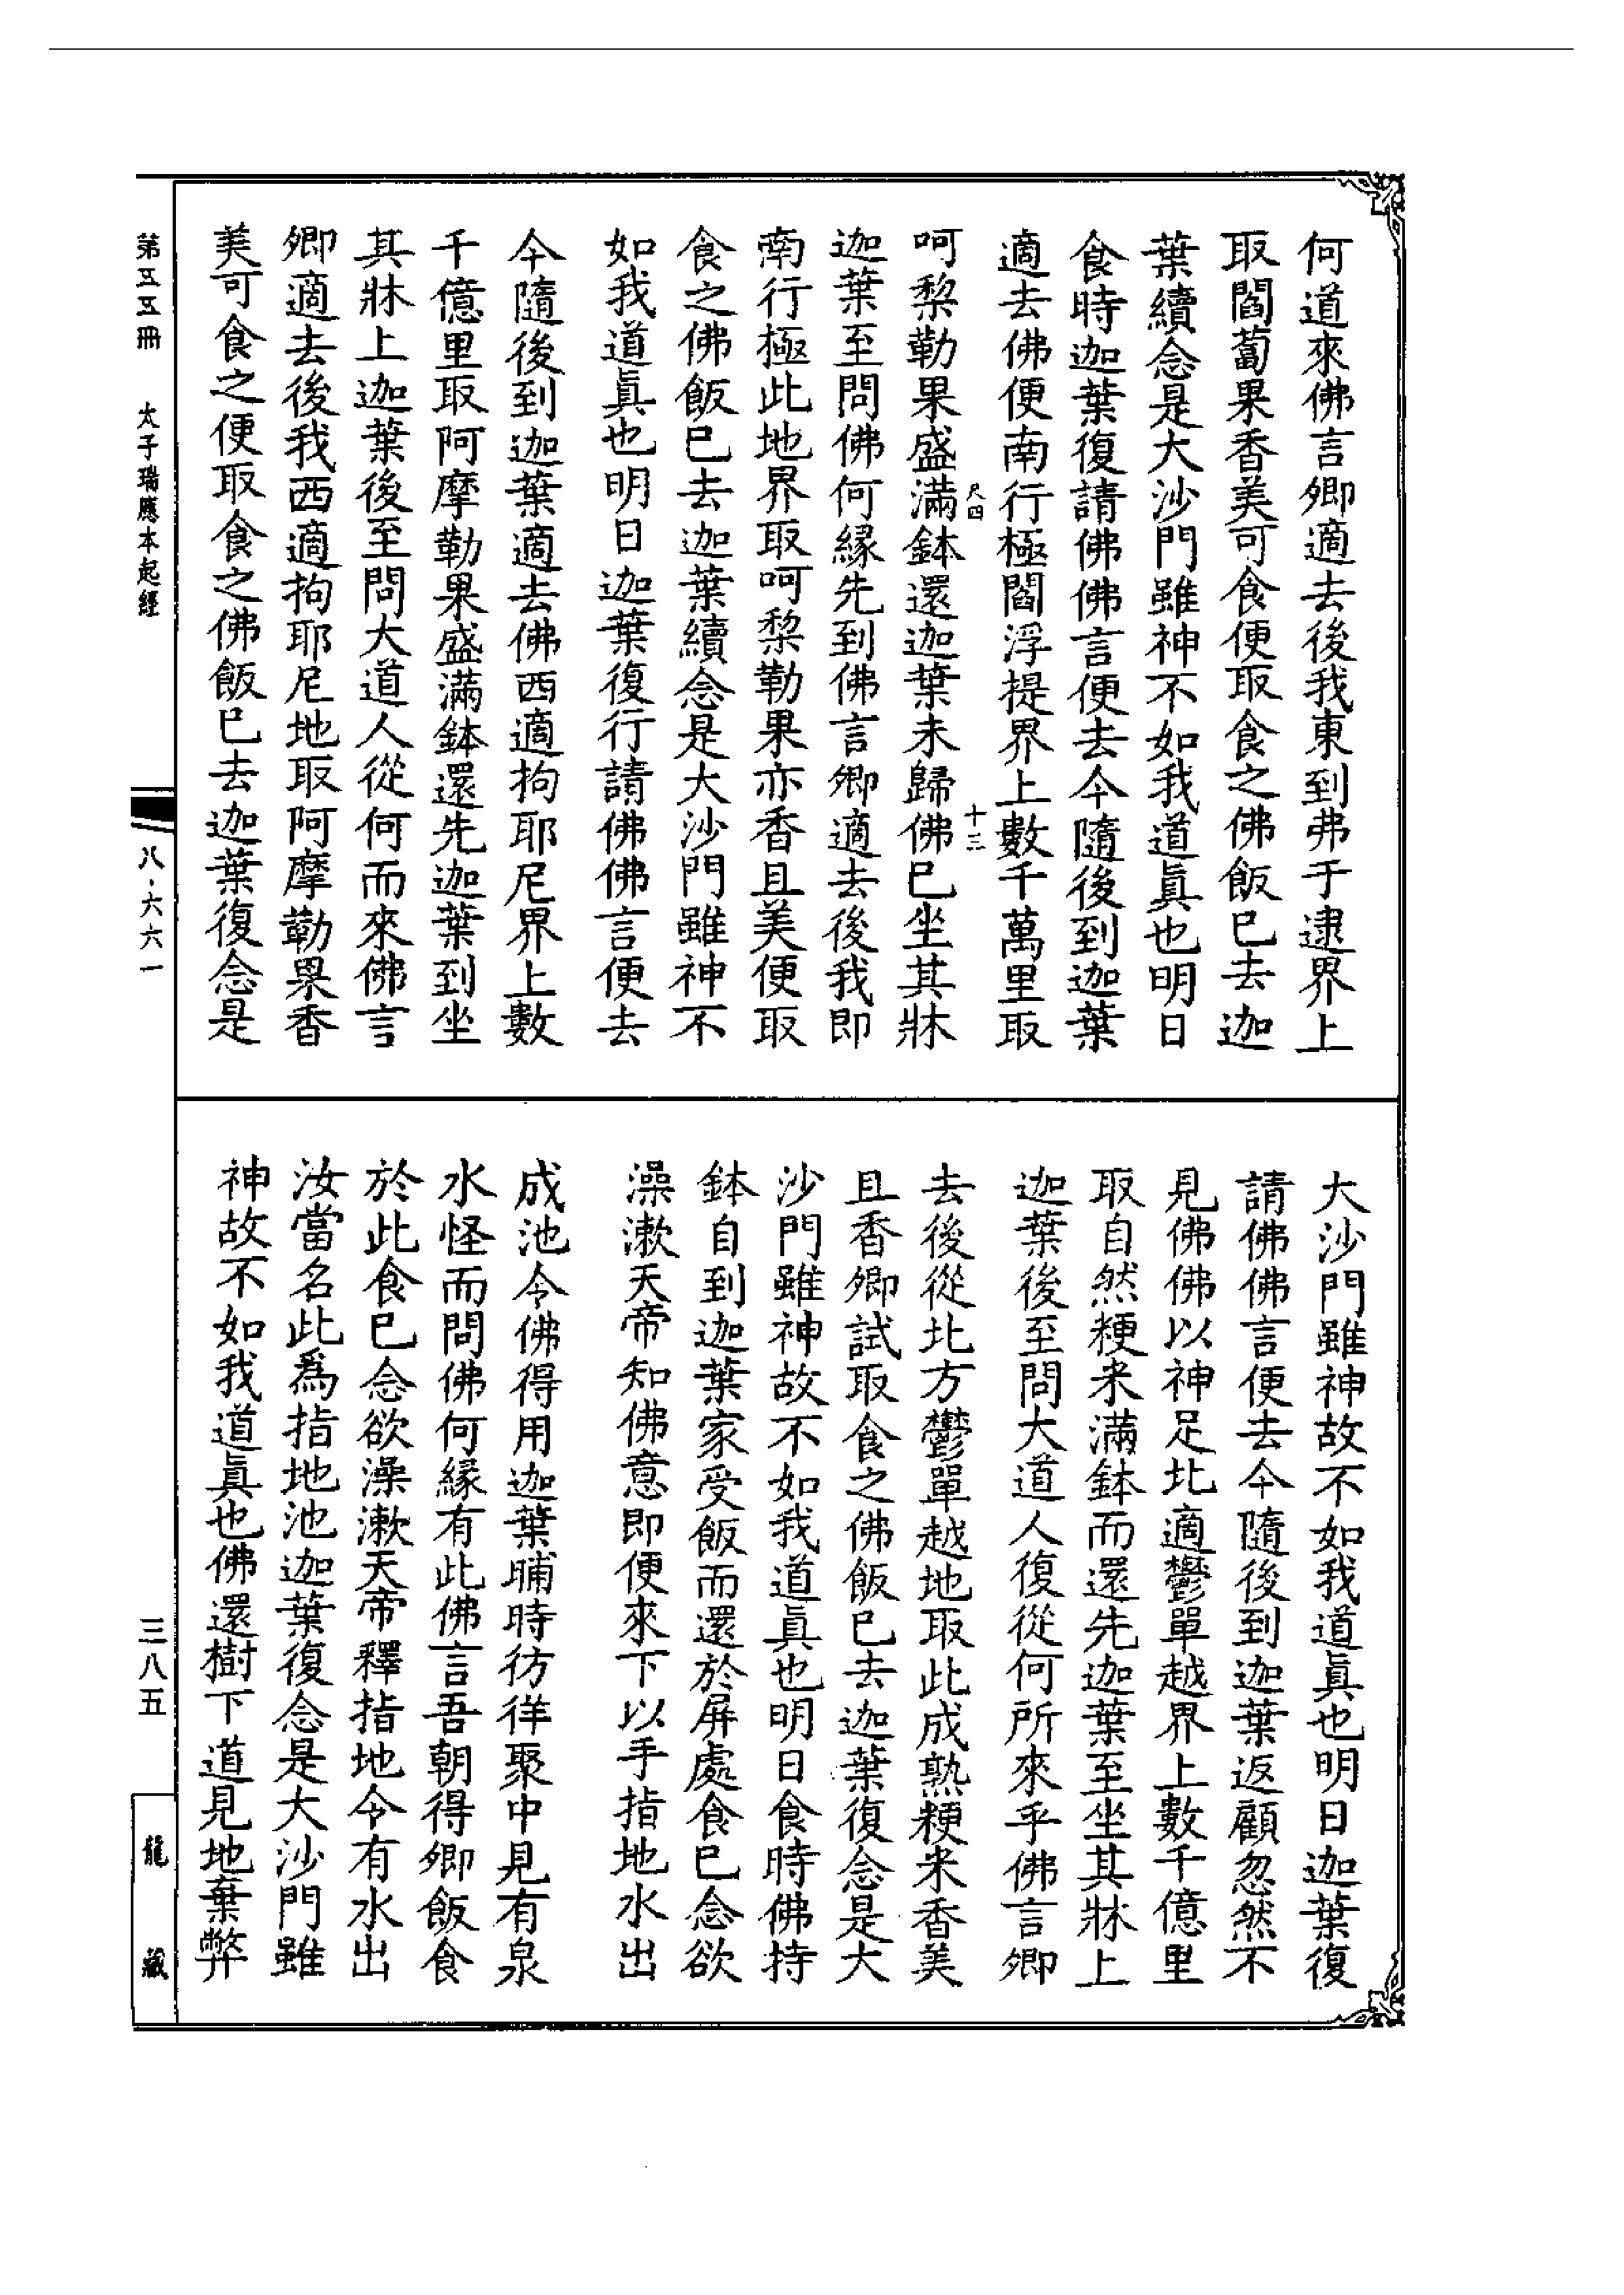 何道來佛言卿適去後我東到弗于逮界上
取閻蔔果香美可食便取食之佛飯已去迦
葉續念是大沙門雖神不如我道眞也明日
食時迦葉復請佛佛言便去今隨後到迦葉
適去佛便南行極閻浮提界上數千萬里取
尺四
十三
呵棃勒果盛滿鉢還迦葉未歸佛已坐其牀
迦葉至問佛何緣先到佛言卿適去後我即
南行極此地界取呵棃勒果亦香且美便取
食之佛飯已去迦葉續念是大沙門雖神不
如我道眞也明日迦葉復行請佛佛言便去
今隨後到迦葉適去佛西適拘耶尼界上數
千億里取阿摩勒果盛滿鉢還先迦葉到坐
其牀上迦葉後至問大道人從何而來佛言
卿適去後我西適拘耶尼地取阿摩勒果香
美可食之便取食之佛飯已去迦葉復念是
大沙門雖神故不如我道眞也明日迦葉復
請佛佛言便去今隨後到迦葉返顧忽然不
見佛佛以神足北適鬱單越界上數千億里
取自然粳米滿鉢而還先迦葉至坐其牀上
迦葉後至問大道人復從何所來乎佛言卿
去後從北方鬱單越地取此成熟粳米香美
且香卿試取食之佛飯已去迦葉復念是大
沙門雖神故不如我道眞也明日食時佛持
鉢自到迦葉家受飯而還於屏處食已念欲
澡漱天帝知佛意即便來下以手指地水出
成池令佛得用迦葉晡時彷徉聚中見有泉
水怪而問佛何緣有此佛言吾朝得卿飯食
於此食已念欲澡漱天帝釋指地令有水出
汝當名此爲指地池迦葉復念是大沙門雖
神故不如我道眞也佛還樹下道見地棄弊
第五五冊 太子瑞應本起經
八·六六一
三八五
龍藏